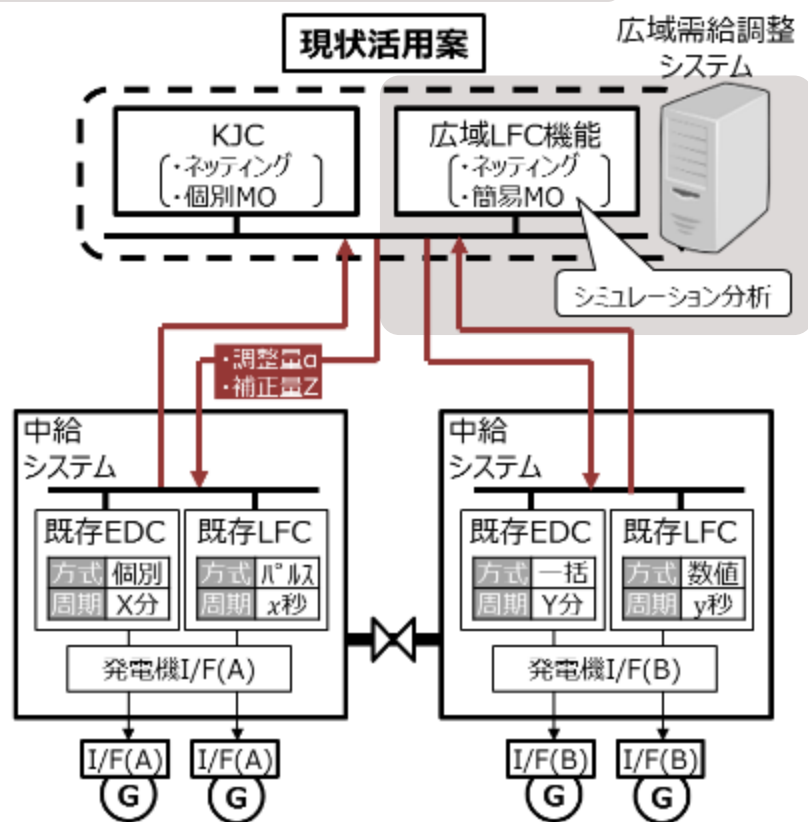 現状活用案
広域需給調整
システム
KJC
・ネッティング
・個別MO
広域LFC機能
・ネッティング
・簡易MO
シミュレーション分析
・調整量α
・補正量Z
中給
システム
既存EDC
方式 個別
周期 X分
既存LFC
方式 パルス
周期 x秒
発電機I/F(A)
I/F(A)
G
I/F(A)
G
中給
システム
既存EDC
方式 一括
周期 Y分
既存LFC
方式 数値
周期 y秒
発電機I/F(B)
I/F(B)
G
I/F(B)
G